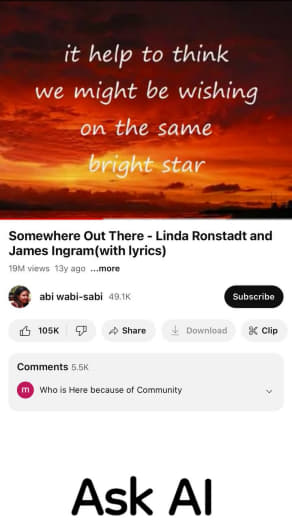 it help to think
we might be wishing
on the same
bright star
Somewhere Out There - Linda Ronstadt and
James Ingram(with lyrics)
19M views 13y ago ...more
abi wabi-sabi 49.1K
Subscribe
105K
Share
Download
Clip
Comments 5.5K
m
Who is Here because of Community
Ask AI